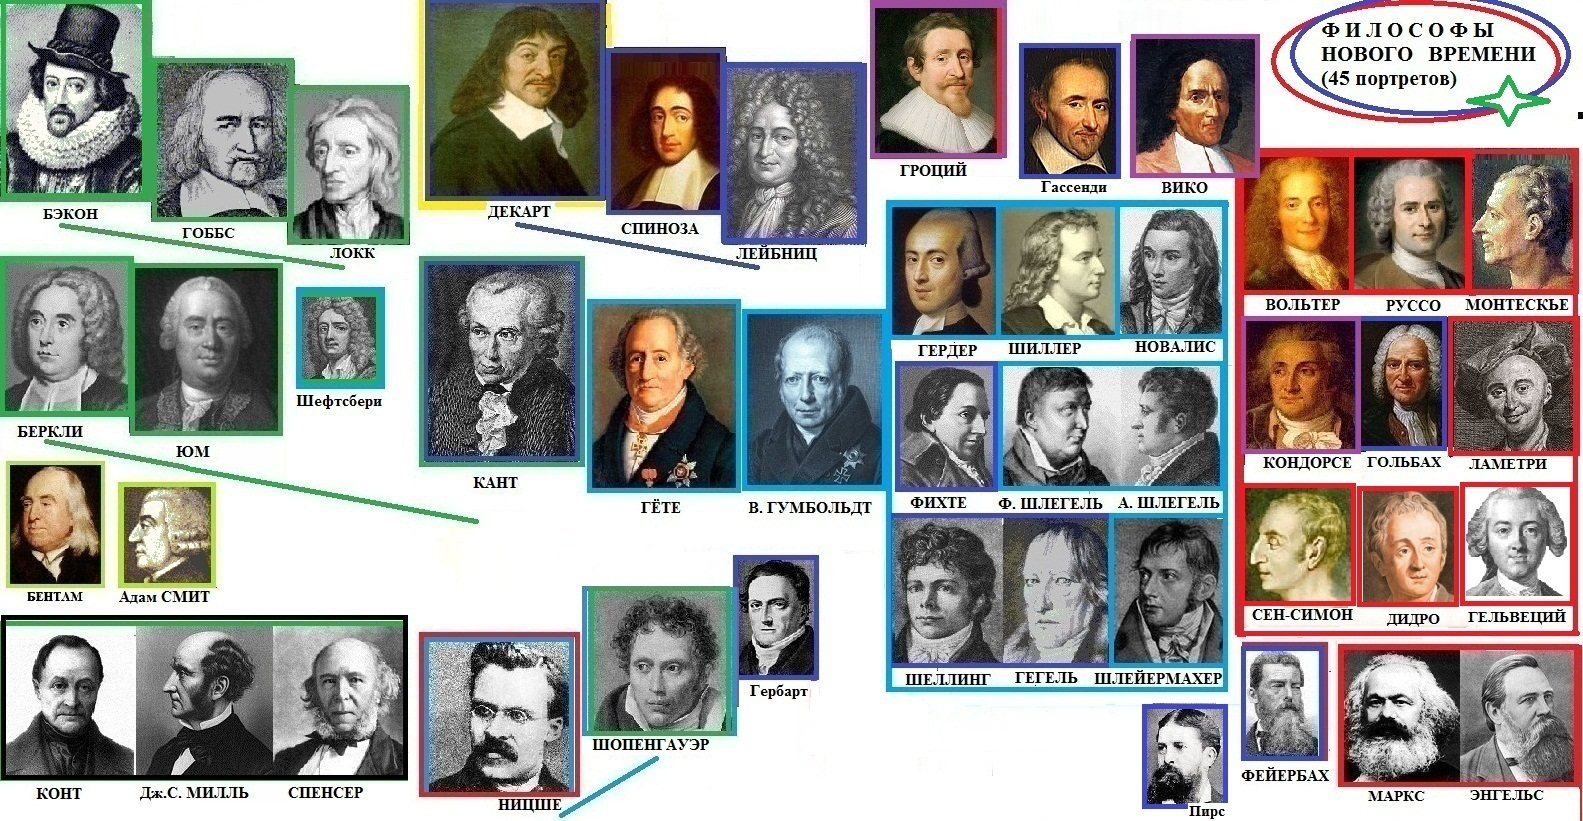 ФИЛОСОФЫ
НОВОГО ВРЕМЕНИ
(45 портретов)
БЭКОН
ГОББС
ЛОКК
ДЕКАРТ
СПИНОЗА
ЛЕЙБНИЦ
ГРОЦИЙ
Гассенди
ВИКО
ВОЛЬТЕР
РУССО
МОНТЕСКЬЕ
БЕРКЛИ
ЮМ
Шефтсбери
КАНТ
ГЁТЕ
В. ГУМБОЛЬДТ
ГЕРДЕР
ШИЛЛЕР
НОВАЛИС
ФИХТЕ
Ф. ШЛЕГЕЛЬ
А. ШЛЕГЕЛЬ
КОНДОРСЕ
ГОЛЬБАХ
ЛАМЕТРИ
БЕНТАМ
Адам СМИТ
СЕН-СИМОН
ДИДРО
ГЕЛЬВЕЦИЙ
ШЕЛЛИНГ
ГЕГЕЛЬ
ШЛЕЙЕРМАХЕР
КОНТ
Дж.С. МИЛЛЬ
СПЕНСЕР
НИЦШЕ
ШОПЕНГАУЭР
Гербарт
Пирс
ФЕЙЕРБАХ
МАРКС
ЭНГЕЛЬС